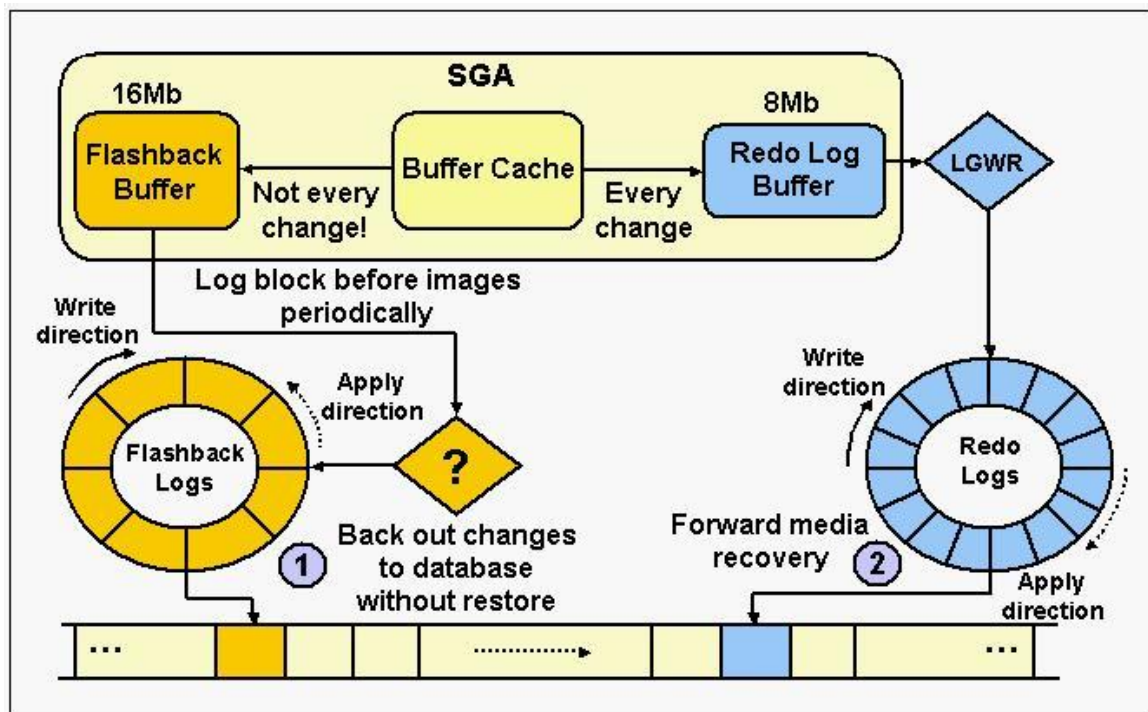 SGA
16Mb
8Mb
Flashback
Buffer
Buffer Cache
Redo Log
Buffer
LGWR
Not every
change!
Every
change
Log block before images
periodically
Write
direction
Apply
direction
Flashback
Logs
?
Write
direction
Redo
Logs
1
Back out changes
to database
without restore
Forward media
recovery
2
Apply
direction
...
...